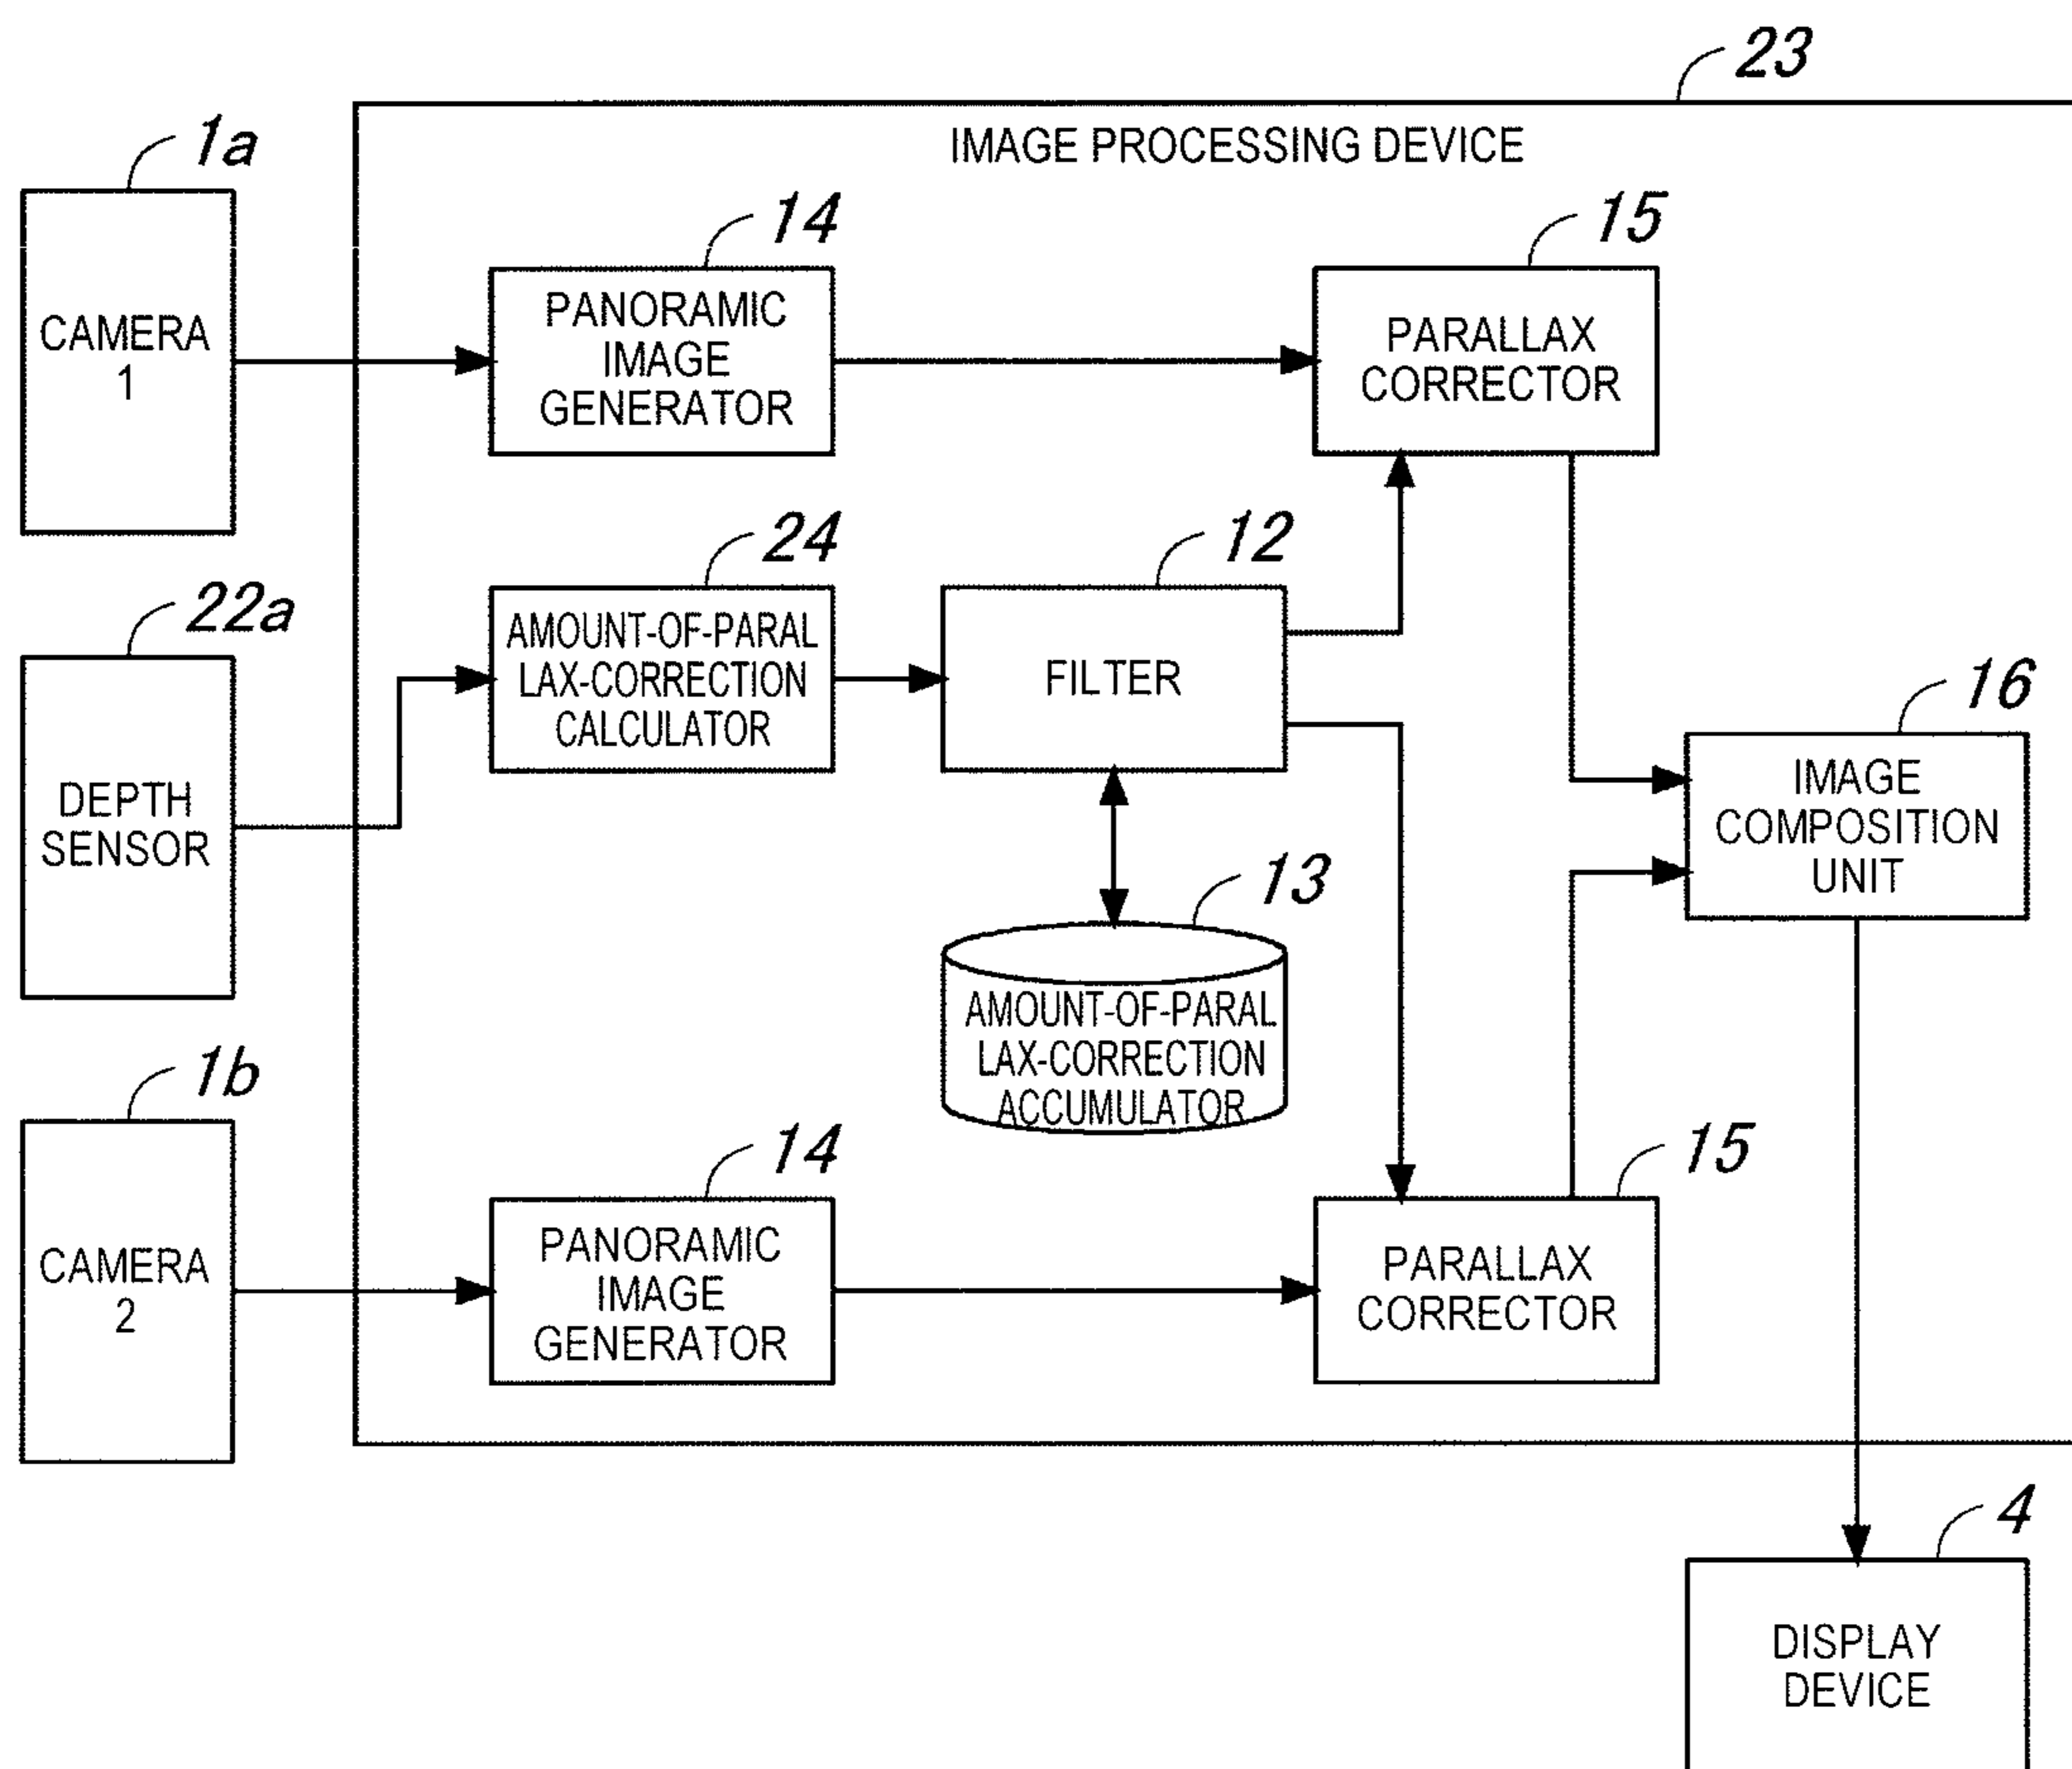 23
IMAGE PROCESSING DEVICE
1a
CAMERA
1
14
PANORAMIC
IMAGE
GENERATOR
15
PARALLAX
CORRECTOR
22a
DEPTH
SENSOR
24
AMOUNT-OF-PARAL
LAX-CORRECTION
CALCULATOR
12
FILTER
16
IMAGE
COMPOSITION
UNIT
13
AMOUNT-OF-PARAL
LAX-CORRECTION
ACCUMULATOR
1b
CAMERA
2
14
PANORAMIC
IMAGE
GENERATOR
15
PARALLAX
CORRECTOR
4
DISPLAY
DEVICE